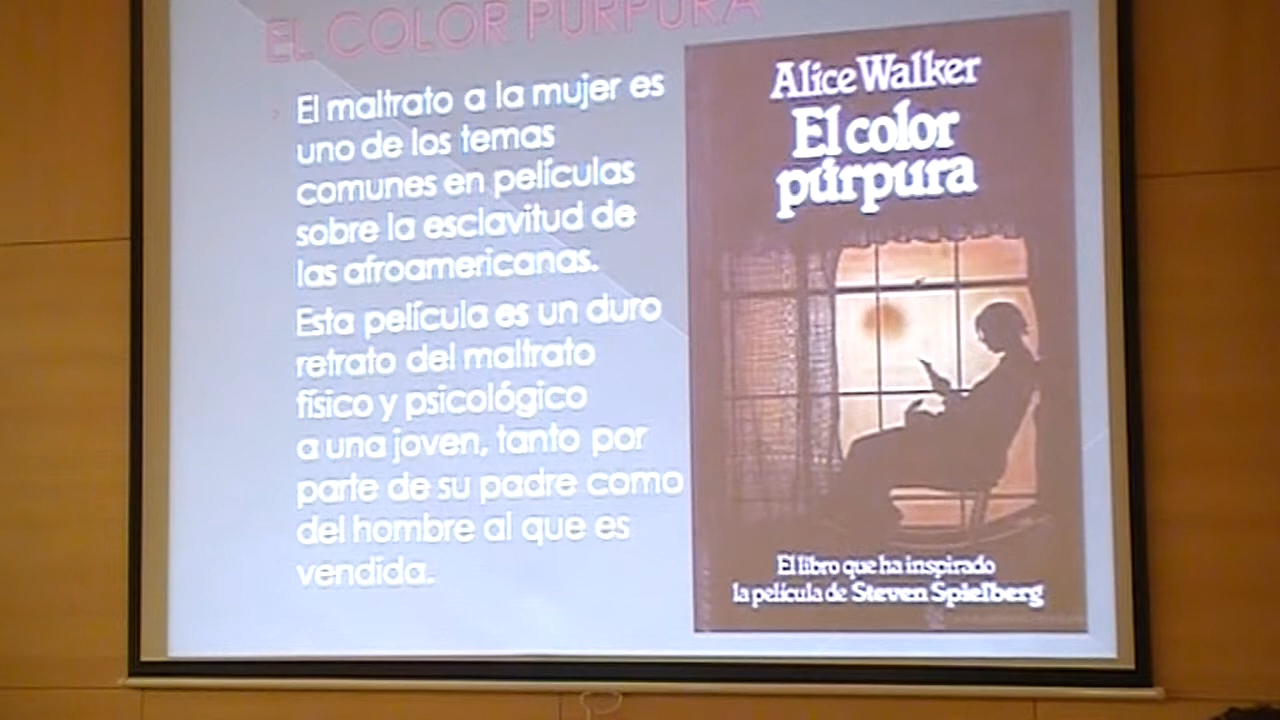 EL COLOR PÚRPURA
El maltrato a la mujer es
uno de los temas
comunes en películas
sobre la esclavitud de
las afroamericanas.
Esta película es un duro
retrato del maltrato
físico y psicológico
a una joven, tanto por
parte de su padre como
del hombre al que es
vendida.
Alice Walker
El color
púrpura
El libro que ha inspirado
la película de Steven Spielberg